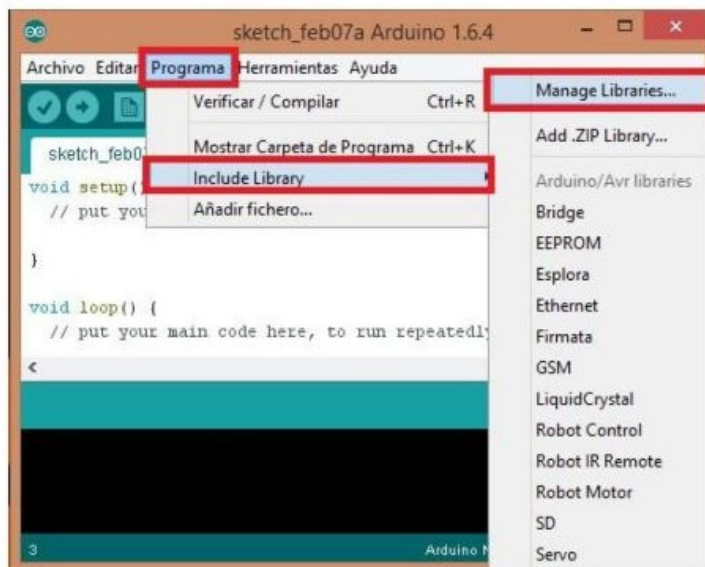 sketch_feb07a Arduino 1.6.4
Archivo Editar Programa Herramientas Ayuda
Verificar / Compilar Ctrl+R
Mostrar Carpeta de Programa Ctrl+K
Include Library
Añadir fichero...
Manage Libraries...
Add .ZIP Library...
Arduino/Avr libraries
Bridge
EEPROM
Esplora
Ethernet
Firmata
GSM
LiquidCrystal
Robot Control
Robot IR Remote
Robot Motor
SD
Servo
sketch_feb0
void setup()
// put you
}
void loop() {
// put your main code here, to run repeatedly
3 Arduino N